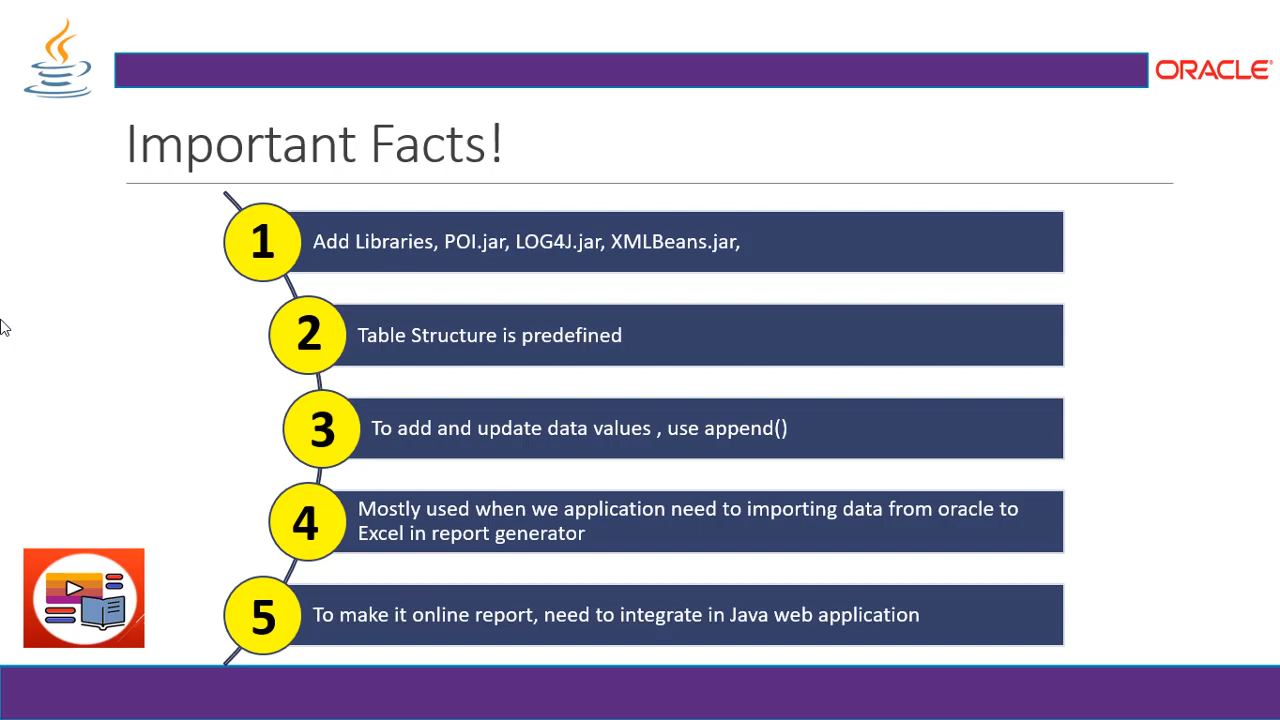 ORACLE®
Important Facts!
1
Add Libraries, POI.jar, LOG4J.jar, XMLBeans.jar,
2
Table Structure is predefined
3
To add and update data values , use append()
4
Mostly used when we application need to importing data from oracle to
Excel in report generator
5
To make it online report, need to integrate in Java web application